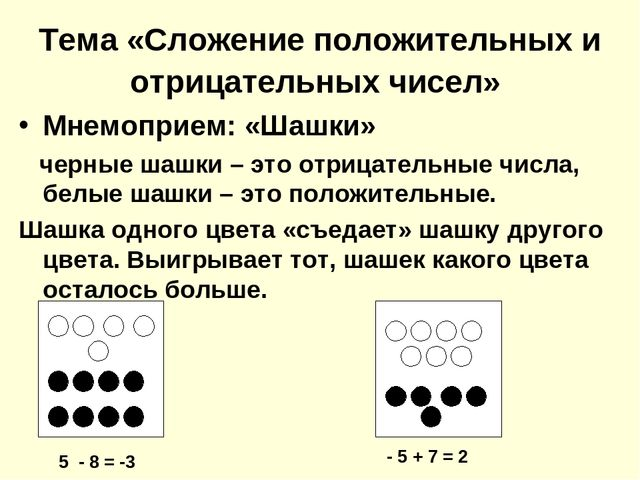 Тема «Сложение положительных и
отрицательных чисел»
• Мнемоприем: «Шашки»
черные шашки – это отрицательные числа,
белые шашки – это положительные.
Шашка одного цвета «съедает» шашку другого
цвета. Выигрывает тот, шашек какого цвета
осталось больше.
5 - 8 = -3
- 5 + 7 = 2